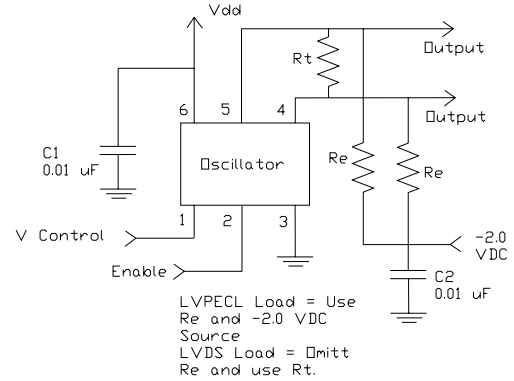 Vdd
Output
Rt
6
5
4
Output
C1
0.01 uF
Oscillator
Re
Re
1
2
3
V Control
-2.0
VDC
Enable
C2
0.01 uF
LVPECL Load = Use
Re and -2.0 VDC
Source
LVDS Load = Omitt
Re and use Rt.